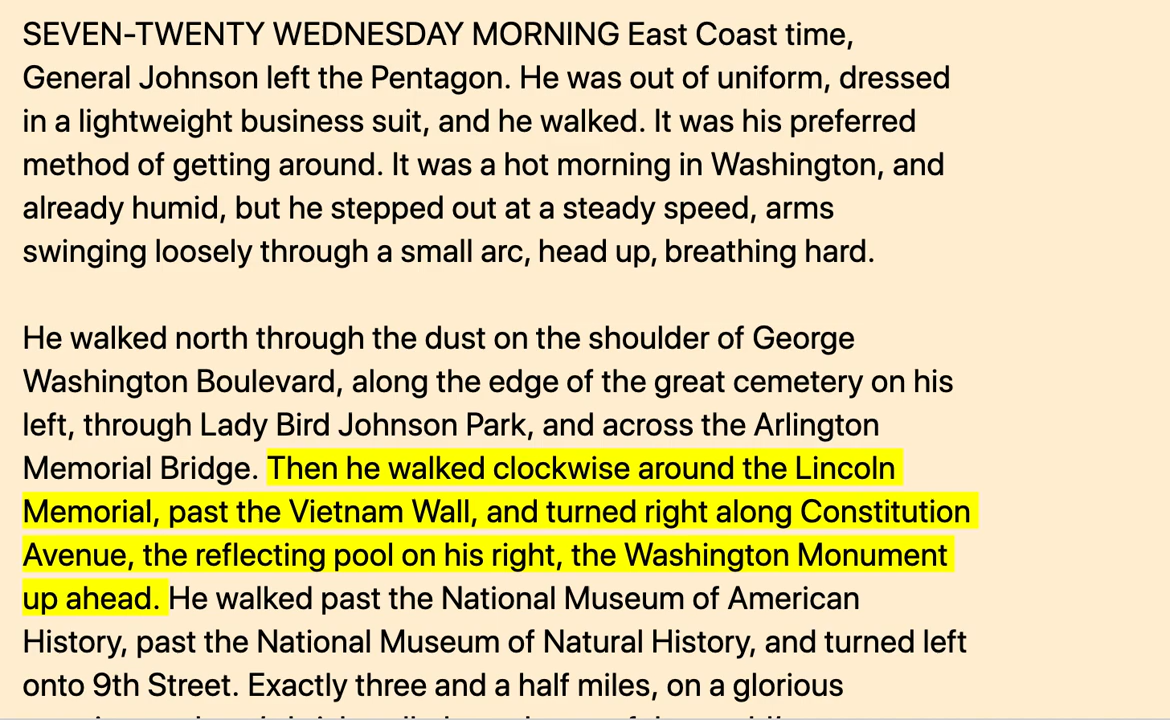 SEVEN-TWENTY WEDNESDAY MORNING East Coast time,
General Johnson left the Pentagon. He was out of uniform, dressed
in a lightweight business suit, and he walked. It was his preferred
method of getting around. It was a hot morning in Washington, and
already humid, but he stepped out at a steady speed, arms
swinging loosely through a small arc, head up, breathing hard.
He walked north through the dust on the shoulder of George
Washington Boulevard, along the edge of the great cemetery on his
left, through Lady Bird Johnson Park, and across the Arlington
Memorial Bridge. Then he walked clockwise around the Lincoln
Memorial, past the Vietnam Wall, and turned right along Constitution
Avenue, the reflecting pool on his right, the Washington Monument
up ahead. He walked past the National Museum of American
History, past the National Museum of Natural History, and turned left
onto 9th Street. Exactly three and a half miles, on a glorious